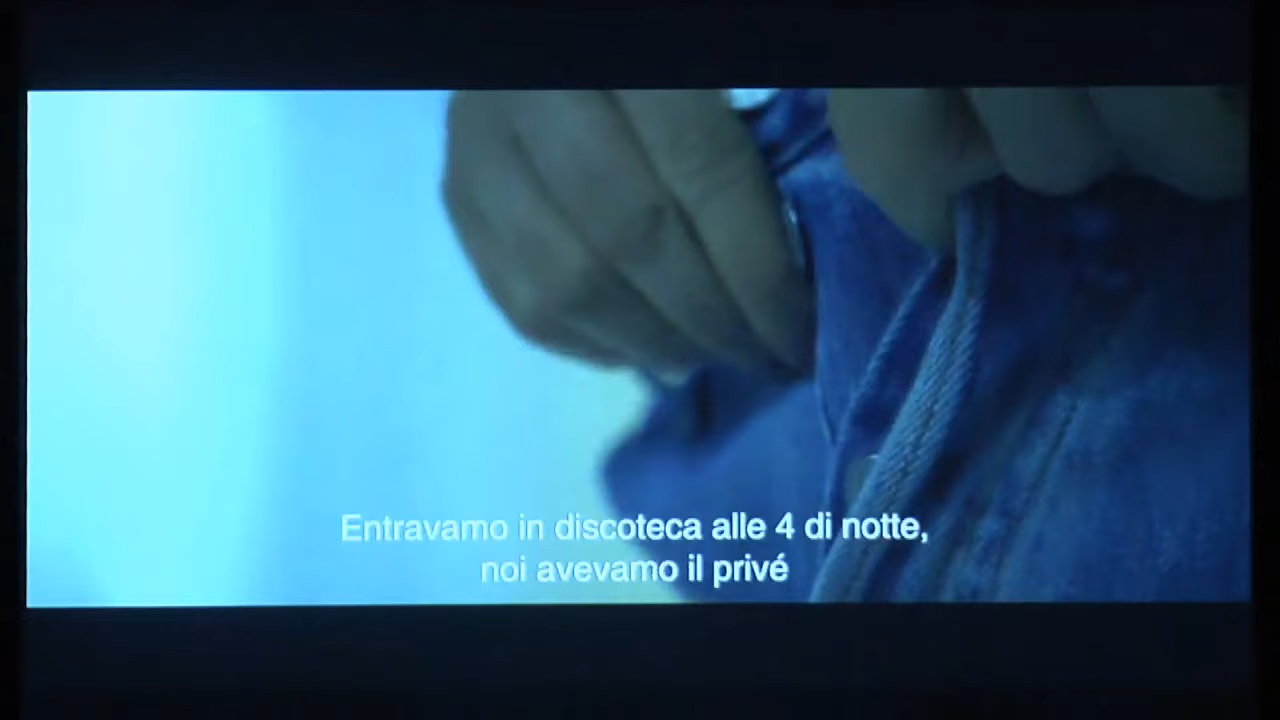 Entravamo in discoteca alle 4 di notte,
noi avevamo il privé